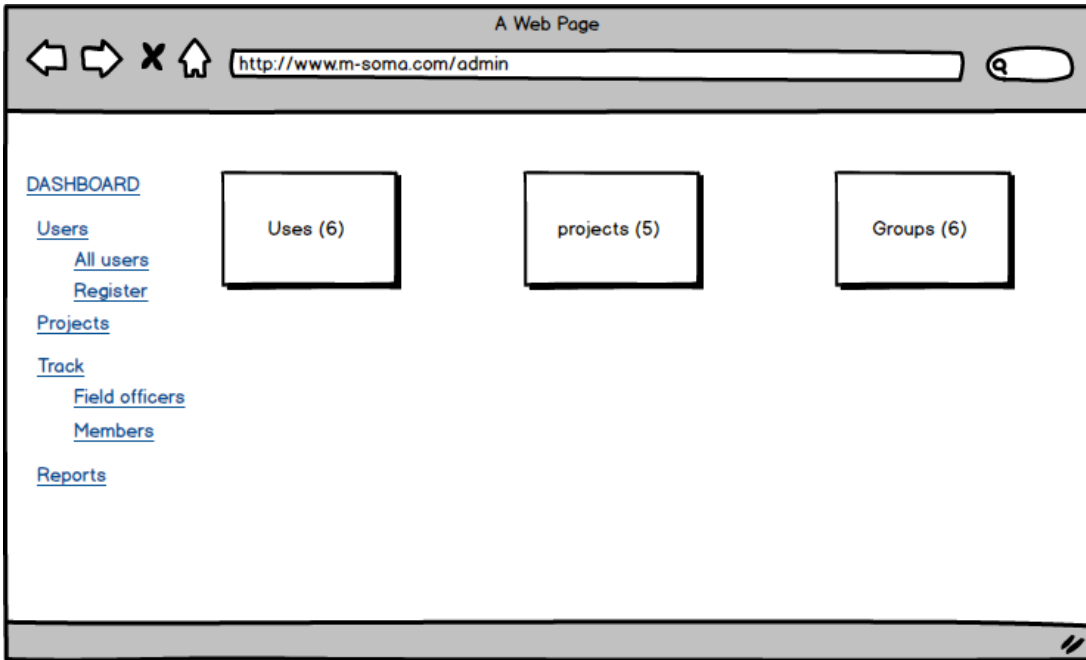 A Web Page
http://www.m-soma.com/admin
DASHBOARD
Users
All users
Register
Projects
Track
Field officers
Members
Reports
Uses (6)
projects (5)
Groups (6)